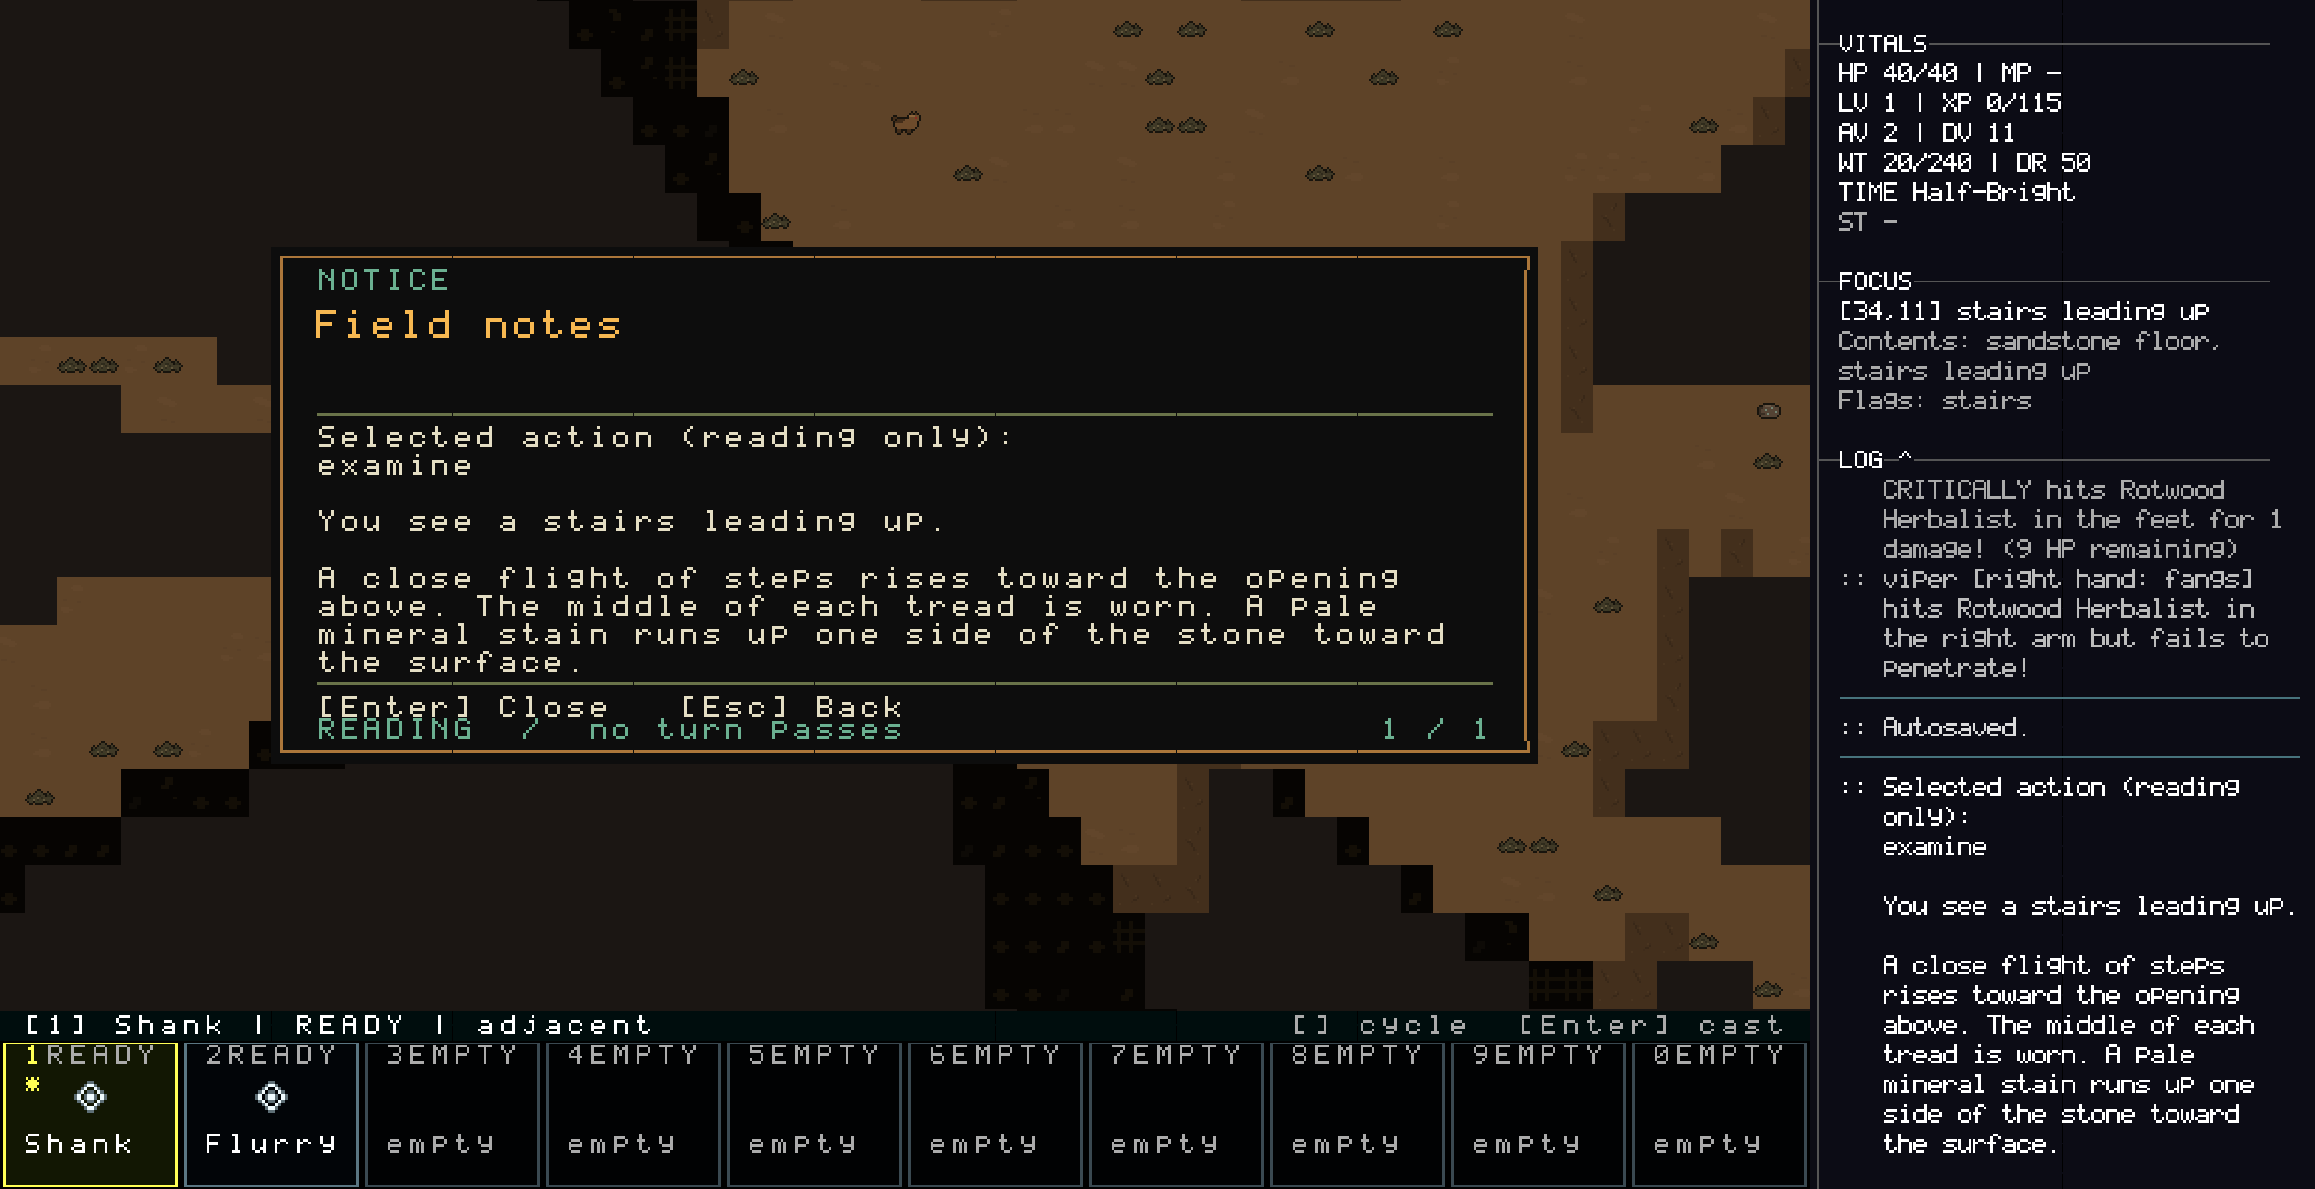 NOTICE
Field notes
Selected action (reading only):
examine
You see a stairs leading up.
A close flight of steps rises toward the opening
above. The middle of each tread is worn. A pale
mineral stain runs up one side of the stone toward
the surface.
[Enter] Close [Esc] Back
READING / no turn passes 1 / 1
[1] Shank | READY | adjacent [] cycle [Enter] cast
1READY 2READY 3EMPTY 4EMPTY 5EMPTY 6EMPTY 7EMPTY 8EMPTY 9EMPTY 0EMPTY
*
Shank Flurry empty empty empty empty empty empty empty empty
VITALS
HP 40/40 | MP -
LV 1 | XP 0/115
AV 2 | DV 11
WT 20/240 | DR 50
TIME Half-Bright
ST -
FOCUS
[34,11] stairs leading up
Contents: sandstone floor,
stairs leading up
Flags: stairs
LOG ^
CRITICALLY hits Rotwood
Herbalist in the feet for 1
damage! (9 HP remaining)
:: viper [right hand: fangs]
hits Rotwood Herbalist in
the right arm but fails to
penetrate!
:: Autosaved.
:: Selected action (reading
only):
examine
You see a stairs leading up.
A close flight of steps
rises toward the opening
above. The middle of each
tread is worn. A pale
mineral stain runs up one
side of the stone toward
the surface.